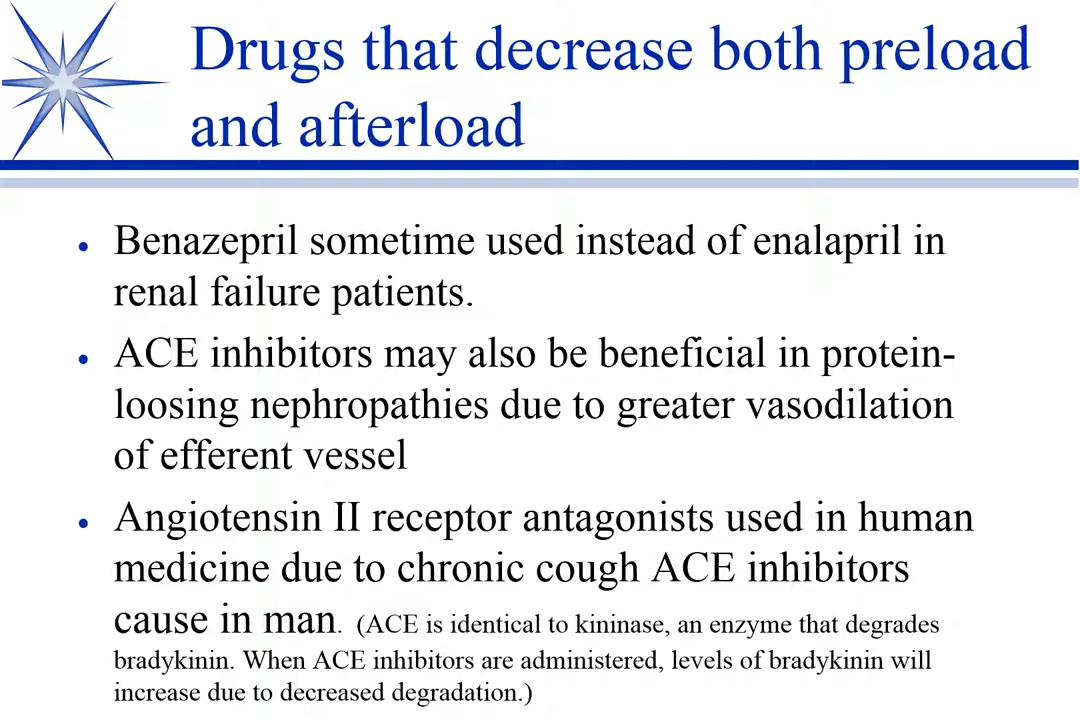 Drugs that decrease both preload
and afterload
• Benazepril sometime used instead of enalapril in
renal failure patients.
• ACE inhibitors may also be beneficial in protein-
loosing nephropathies due to greater vasodilation
of efferent vessel
• Angiotensin II receptor antagonists used in human
medicine due to chronic cough ACE inhibitors
cause in man. (ACE is identical to kininase, an enzyme that degrades
bradykinin. When ACE inhibitors are administered, levels of bradykinin will
increase due to decreased degradation.)